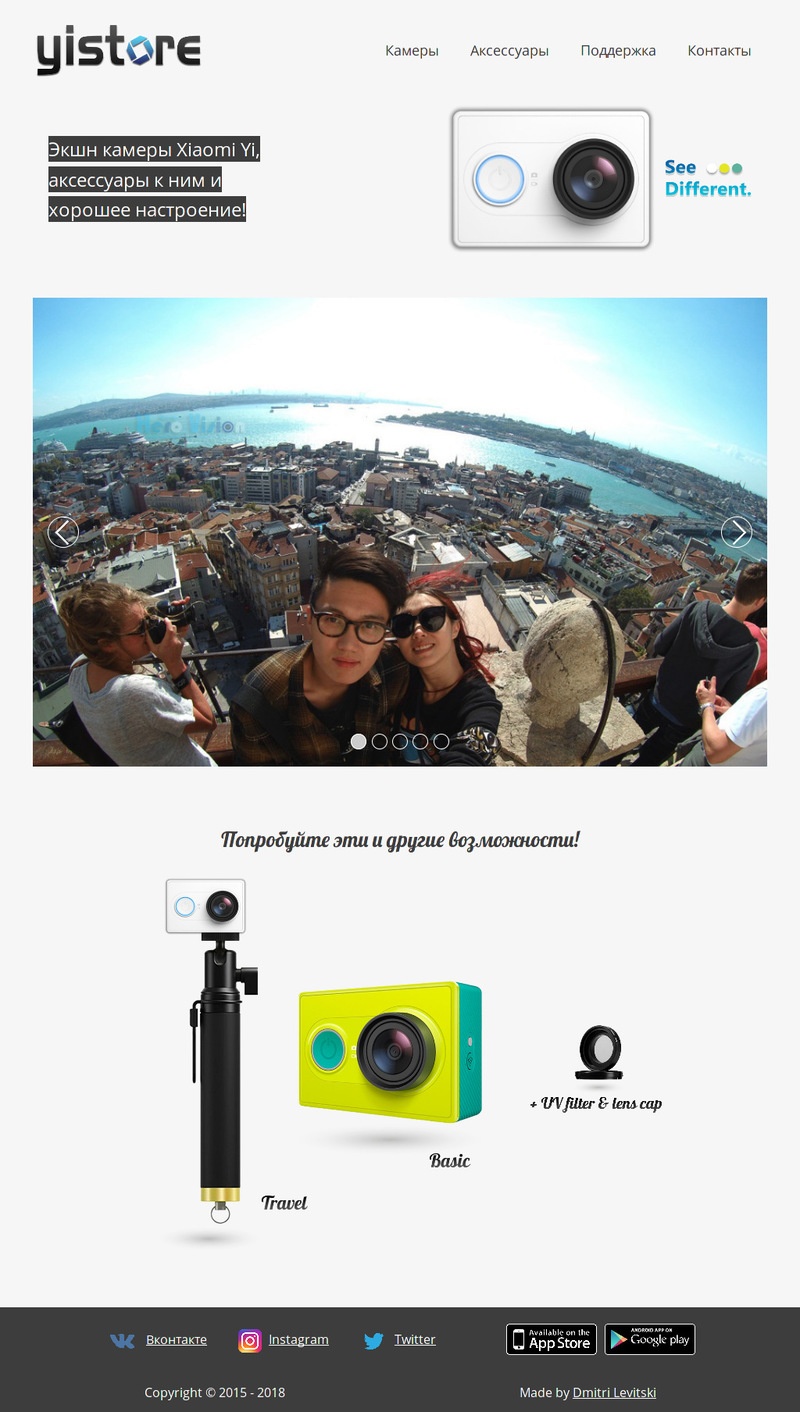 yistore
Камеры Аксессуары Поддержка Контакты
Экшн камеры Xiaomi Yi,
аксессуары к ним и
хорошее настроение!
See
Different.
Попробуйте эти и другие возможности!
+ UV filter & lens cap
Basic
Travel
Вконтакте Instagram Twitter
Available on the
App Store
ANDROID APP ON
Google play
Copyright © 2015 - 2018 Made by Dmitri Levitski